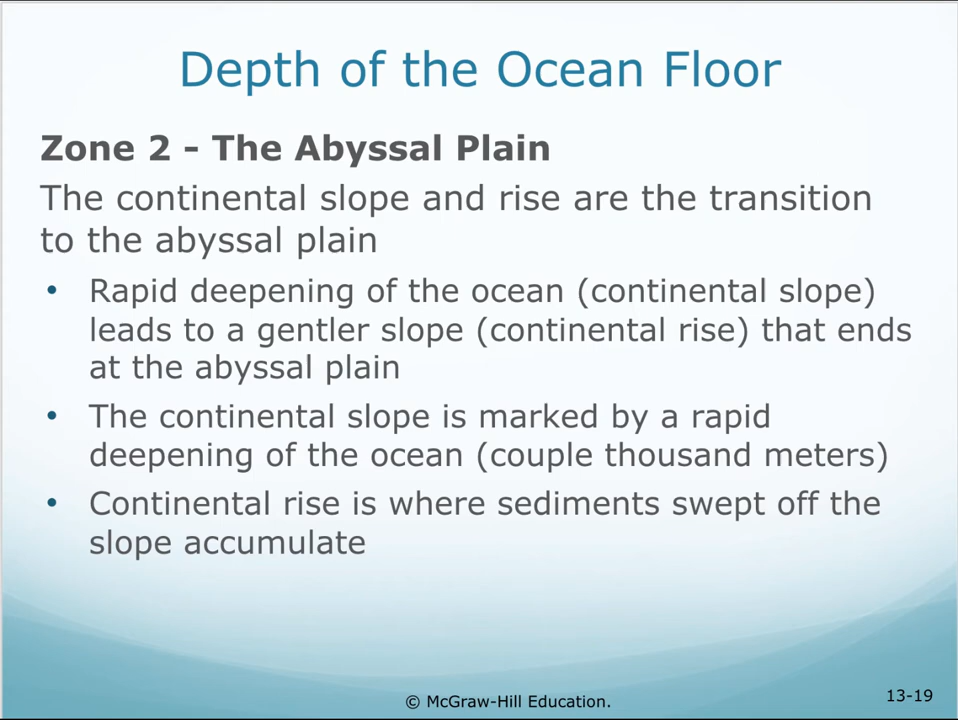 Depth of the Ocean Floor
Zone 2 - The Abyssal Plain
The continental slope and rise are the transition
to the abyssal plain
• Rapid deepening of the ocean (continental slope)
leads to a gentler slope (continental rise) that ends
at the abyssal plain
• The continental slope is marked by a rapid
deepening of the ocean (couple thousand meters)
• Continental rise is where sediments swept off the
slope accumulate
© McGraw-Hill Education.
13-19